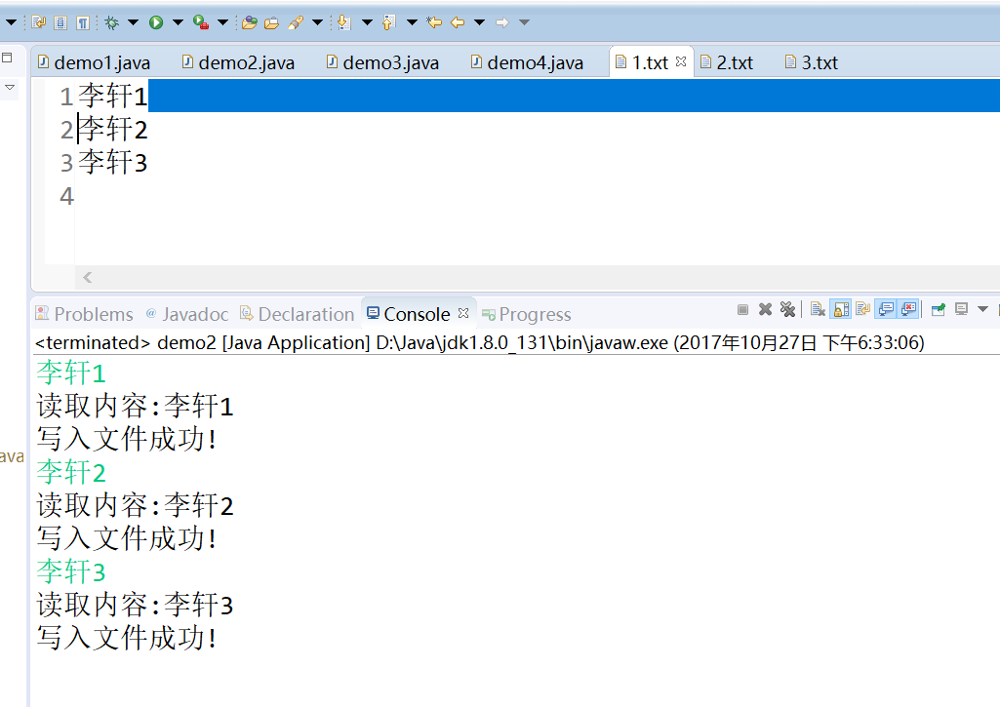 demo1.java demo2.java demo3.java demo4.java 1.txt 2.txt 3.txt
1 李轩1
2 李轩2
3 李轩3
4
Problems @ Javadoc Declaration Console Progress
<terminated> demo2 [Java Application] D:\Java\jdk1.8.0_131\bin\javaw.exe (2017年10月27日 下午6:33:06)
李轩1
读取内容:李轩1
写入文件成功!
ava
李轩2
读取内容:李轩2
写入文件成功!
李轩3
读取内容:李轩3
写入文件成功!